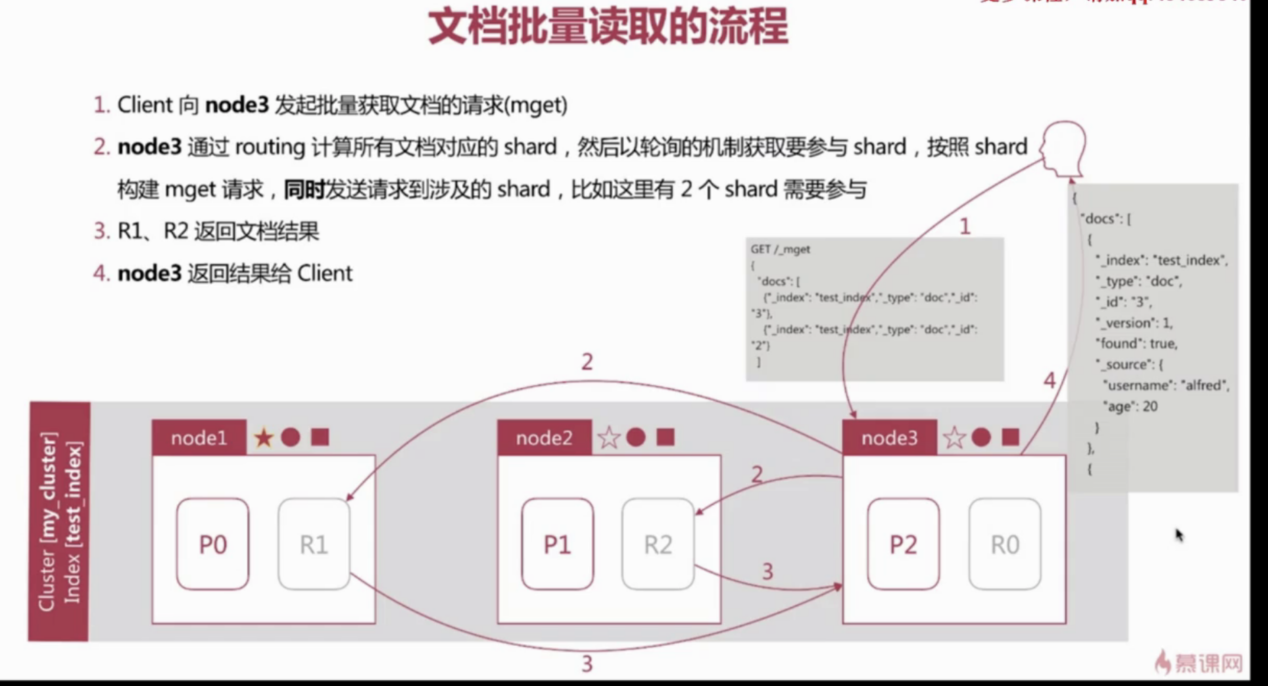 文档批量读取的流程
1. Client 向 node3 发起批量获取文档的请求(mget)
2. node3 通过 routing 计算所有文档对应的 shard，然后以轮询的机制获取要参与 shard，按照 shard
构建 mget 请求，同时发送请求到涉及的 shard，比如这里有 2 个 shard 需要参与
3. R1、R2 返回文档结果
4. node3 返回结果给 Client
1
GET /_mget
{
"docs": [
{"_index": "test_index","_type": "doc","_id":
"3"},
{"_index": "test_index","_type": "doc","_id":
"2"}
]
{
"docs": [
{
"_index": "test_index",
"_type": "doc",
"_id": "3",
"_version": 1,
"found": true,
"_source": {
"username": "alfred",
"age": 20
}
},
{
2
4
Cluster [my_cluster]
Index [test_index]
node1
node2
node3
2
P0
R1
P1
R2
P2
R0
3
3
慕课网